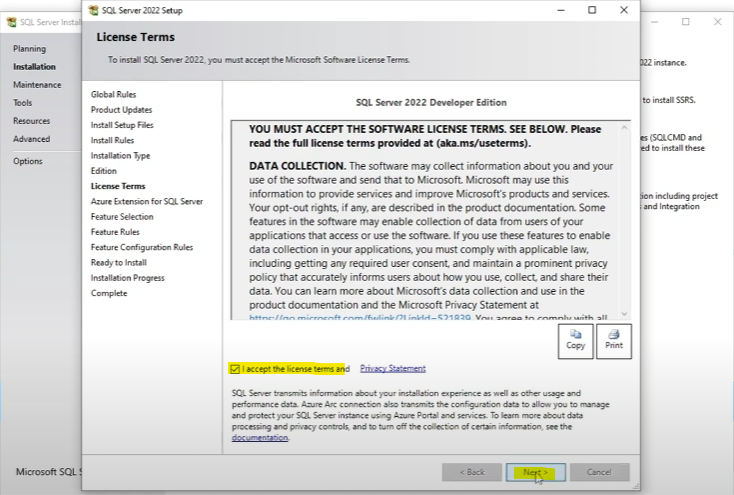 SQL Server Instal
SQL Server 2022 Setup
License Terms
To install SQL Server 2022, you must accept the Microsoft Software License Terms.
Planning
Installation
Maintenance
Tools
Resources
Advanced
Options
Microsoft SQL S
Global Rules
Product Updates
Install Setup Files
Install Rules
Installation Type
Edition
License Terms
Azure Extension for SQL Server
Feature Selection
Feature Rules
Feature Configuration Rules
Ready to Install
Installation Progress
Complete
SQL Server 2022 Developer Edition
YOU MUST ACCEPT THE SOFTWARE LICENSE TERMS. SEE BELOW. Please
read the full license terms provided at (aka.ms/useterms).
DATA COLLECTION. The software may collect information about you and your
use of the software and send that to Microsoft. Microsoft may use this
information to provide services and improve Microsoft's products and services.
Your opt-out rights, if any, are described in the product documentation. Some
features in the software may enable collection of data from users of your
applications that access or use the software. If you use these features to enable
data collection in your applications, you must comply with applicable law,
including getting any required user consent, and maintain a prominent privacy
policy that accurately informs users about how you use, collect, and share their
data. You can learn more about Microsoft's data collection and use in the
product documentation and the Microsoft Privacy Statement at
https://go.microsoft.com/fwlink/?LinkId=521839. You agree to comply with all
Copy
Print
I accept the license terms and Privacy Statement
SQL Server transmits information about your installation experience as well as other usage and
performance data. Azure Arc connection also transmits the configuration data to allow you to manage
and protect your SQL Server instance using Azure Portal and services. To learn more about data
processing and privacy controls, and to turn off the collection of certain information, see the
documentation.
< Back
Next >
Cancel
022 instance.
to install SSRS.
es (SQLCMD and
ed to install these
ion including project
and Integration